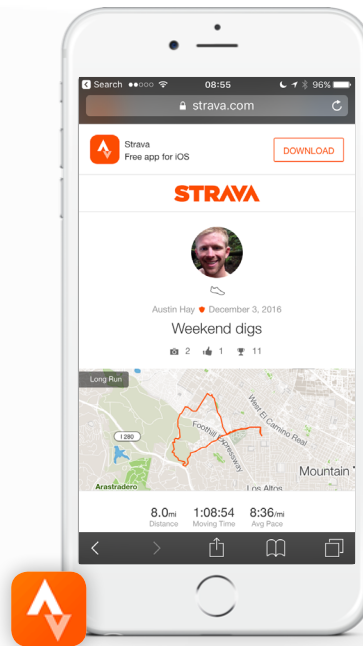 Search
08:55
96%
strava.com
Strava
Free app for iOS
DOWNLOAD
STRAVA
Austin Hay December 3, 2016
Weekend digs
2 1 11
Long Run
West El Camino Real
Foothill Expressway
I 280
Mountain
Arastradero
Los Altos
8.0mi 1:08:54 8:36/mi
Distance Moving Time Avg Pace